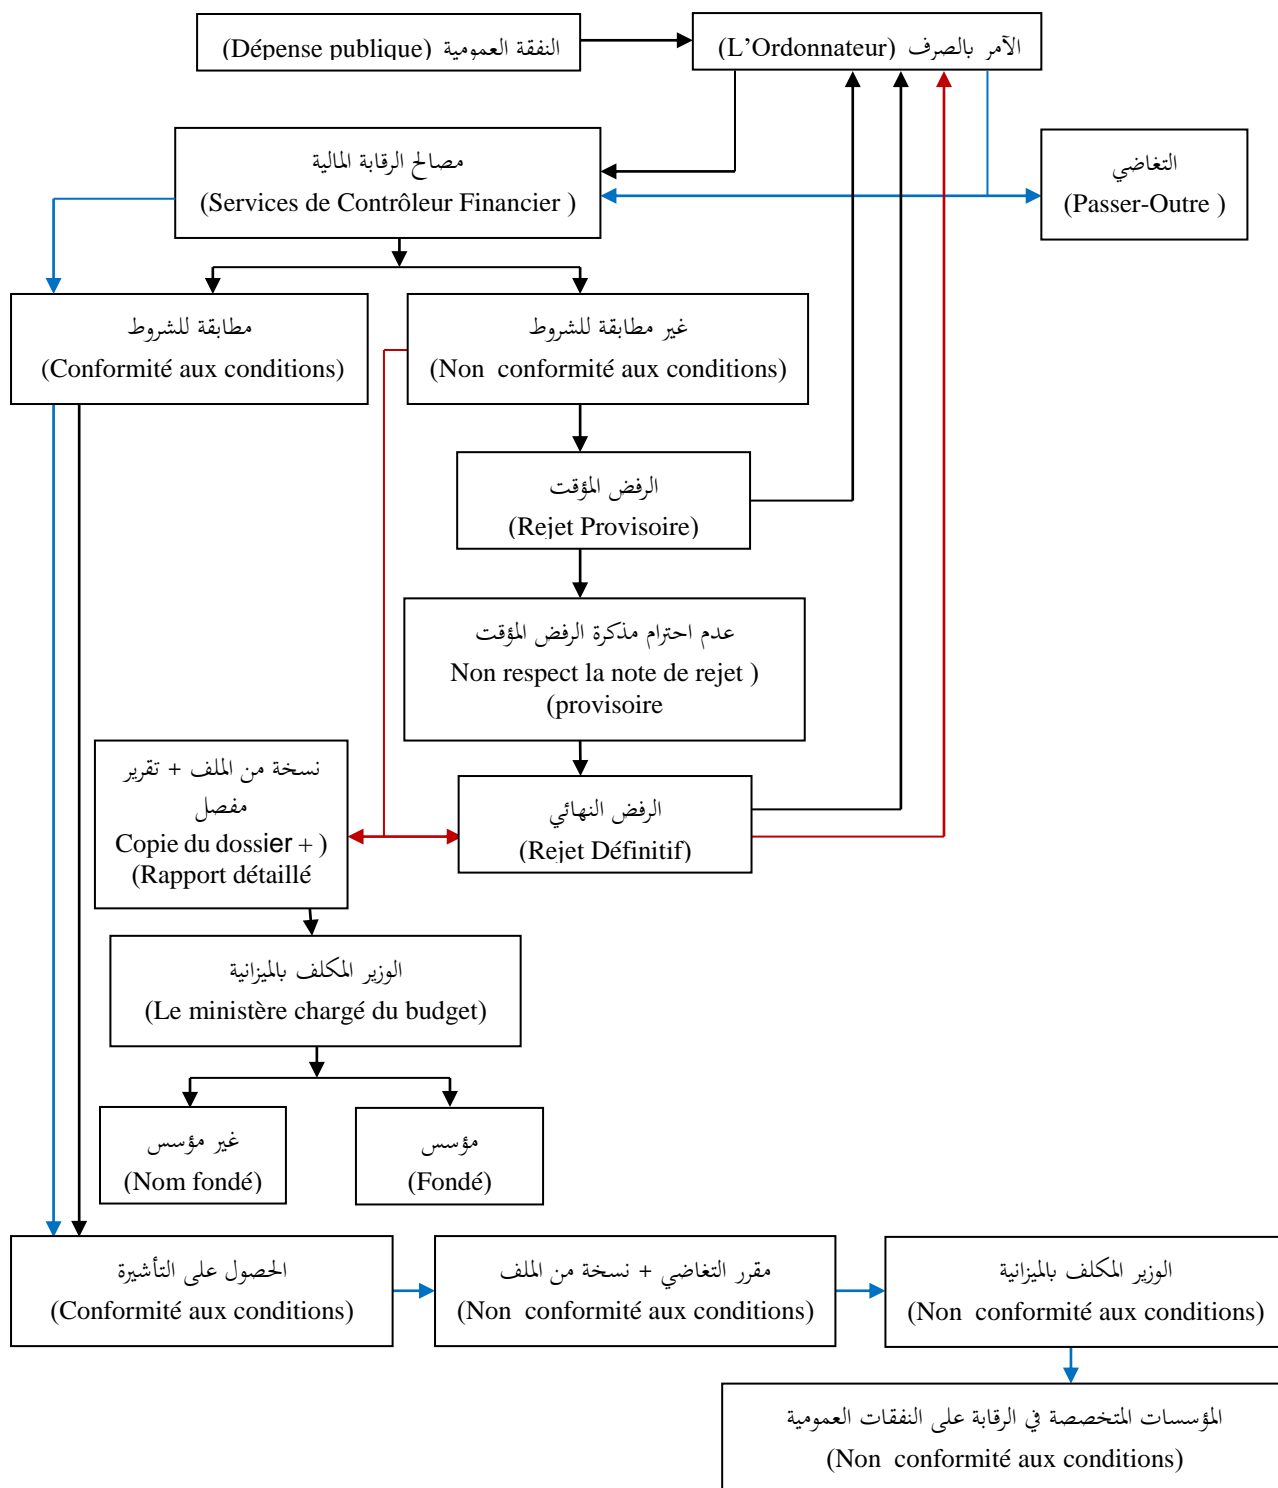 النفقة العمومية (Dépense publique)
الآمر بالصرف (L’Ordonnateur)
مصالح الرقابة المالية
(Services de Contrôleur Financier )
التغاضي
(Passer-Outre )
مطابقة للشروط
(Conformité aux conditions)
غير مطابقة للشروط
(Non conformité aux conditions)
الرفض المؤقت
(Rejet Provisoire)
عدم احترام مذكرة الرفض المؤقت
Non respect la note de rejet )
(provisoire
نسخة من الملف + تقرير
مفصل
Copie du dossier + )
(Rapport détaillé
الرفض النهائي
(Rejet Définitif)
الوزير المكلف بالميزانية
(Le ministère chargé du budget)
غير مؤسس
(Nom fondé)
مؤسس
(Fondé)
الحصول على التأشيرة
(Conformité aux conditions)
مقرر التغاضي + نسخة من الملف
(Non conformité aux conditions)
الوزير المكلف بالميزانية
(Non conformité aux conditions)
المؤسسات المتخصصة في الرقابة على النفقات العمومية
(Non conformité aux conditions)